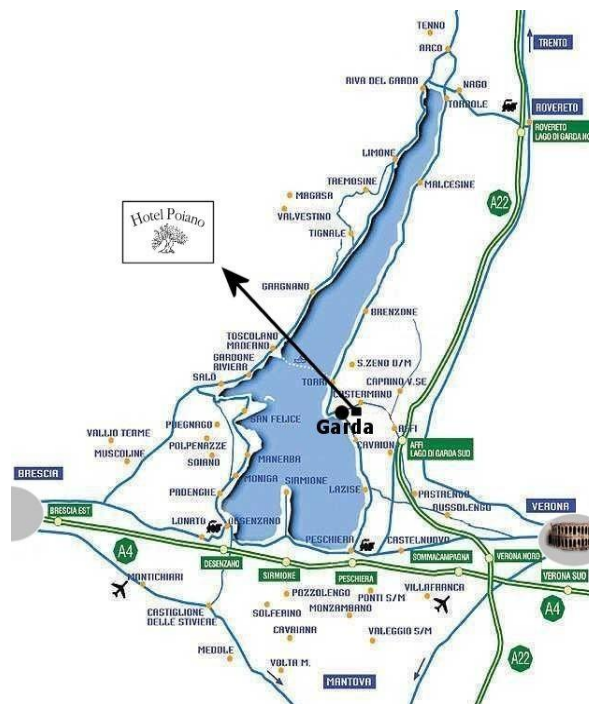 TENNO
ARCO
TRENTO
RIVA DEL GARDA
NAGO
TORBOLE
ROVERETO
ROVERETO
LAGO DI GARDA NORD
LIMONE
TREMOSINE
MALCESINE
MAGASA
VALVESTINO
A22
Hotel Poiano
TIGNALE
GARGNANO
BRENZONE
TOSCOLANO
MADERNO
GARDONE
RIVIERA
S.ZENO D/M
SALÒ
TORRI
CAPRINO V.SE
COSTERMANO
PUEGNAGO
SAN FELICE
Garda
AFFI
VALLIO TERME
POLPENAZZE
CAVAION
AFFI
LAGO DI GARDA SUD
MUSCOLINE
SOIANO
MANERBA
BRESCIA
MONIGA
SIRMIONE
PADENGHE
LAZISE
PASTRENGO
BUSSOLENGO
VERONA
BRESCIA EST
LONATO
DESENZANO
PESCHIERA
CASTELNUOVO
A4
DESENZANO
SIRMIONE
PESCHIERA
SOMMACAMPAGNA
VERONA NORD
VERONA SUD
MONTICHIARI
POZZOLENGO
PONTI S/M
VILLAFRANCA
A4
CASTIGLIONE
DELLE STIVIERE
SOLFERINO
MONZAMBANO
CAVRIANA
VALEGGIO S/M
MEDOLE
VOLTA M.
MANTOVA
A22